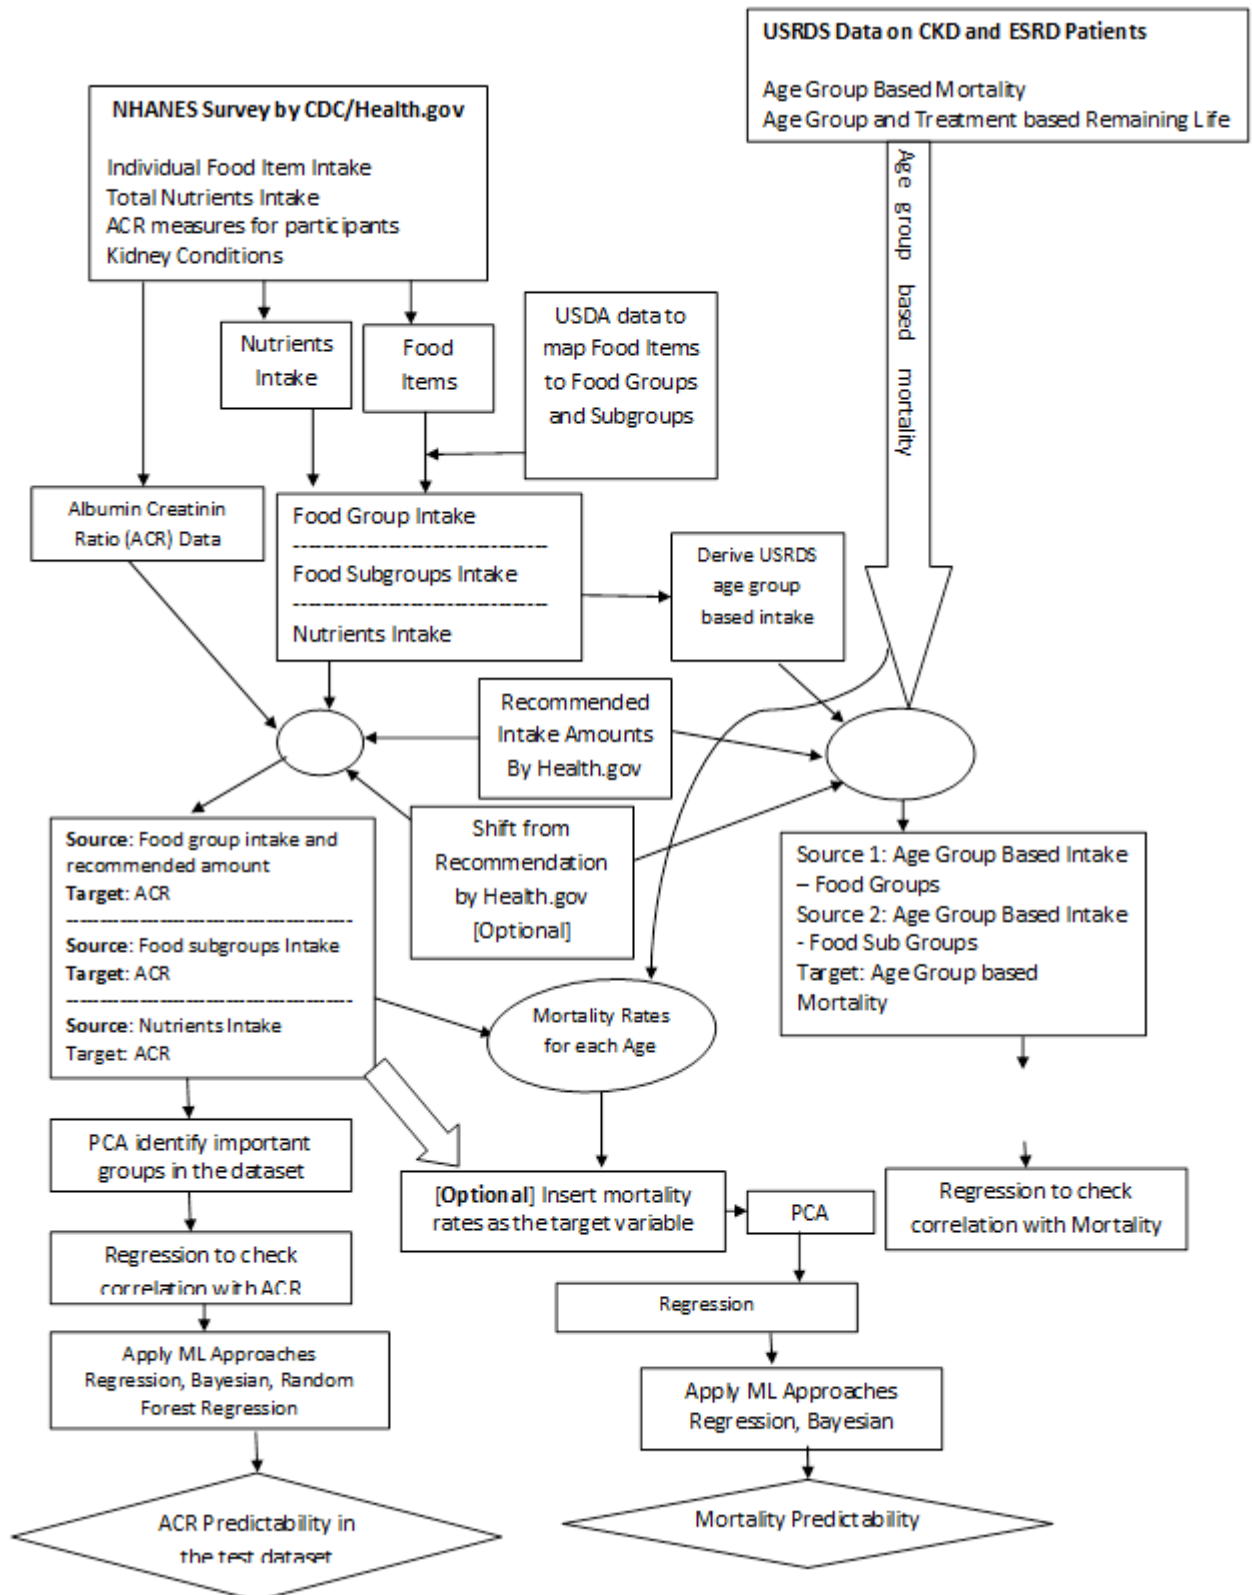 USRDS Data on CKD and ESRD Patients
Age Group Based Mortality
Age Group and Treatment based Remaining Life
NHANES Survey by CDC/Health.gov
Individual Food Item Intake
Total Nutrients Intake
ACR measures for participants
Kidney Conditions
Age group based mortality
Nutrients
Intake
Food
Items
USDA data to
map Food Items
to Food Groups
and Subgroups
Albumin Creatinin
Ratio (ACR) Data
Food Group Intake
------------------------------------
Food Subgroups Intake
------------------------------------
Nutrients Intake
Derive USRDS
age group
based intake
Recommended
Intake Amounts
By Health.gov
Shift from
Recommendation
by Health.gov
[Optional]
Source: Food group intake and
recommended amount
Target: ACR
------------------------------------------
Source: Food subgroups Intake
Target: ACR
------------------------------------------
Source: Nutrients Intake
Target: ACR
Source 1: Age Group Based Intake
– Food Groups
Source 2: Age Group Based Intake
- Food Sub Groups
Target: Age Group based
Mortality
Mortality Rates
for each Age
PCA identify important
groups in the dataset
[Optional] Insert mortality
rates as the target variable
PCA
Regression to check
correlation with Mortality
Regression to check
correlation with ACR
Regression
Apply ML Approaches
Regression, Bayesian, Random
Forest Regression
Apply ML Approaches
Regression, Bayesian
ACR Predictability in
the test dataset
Mortality Predictability